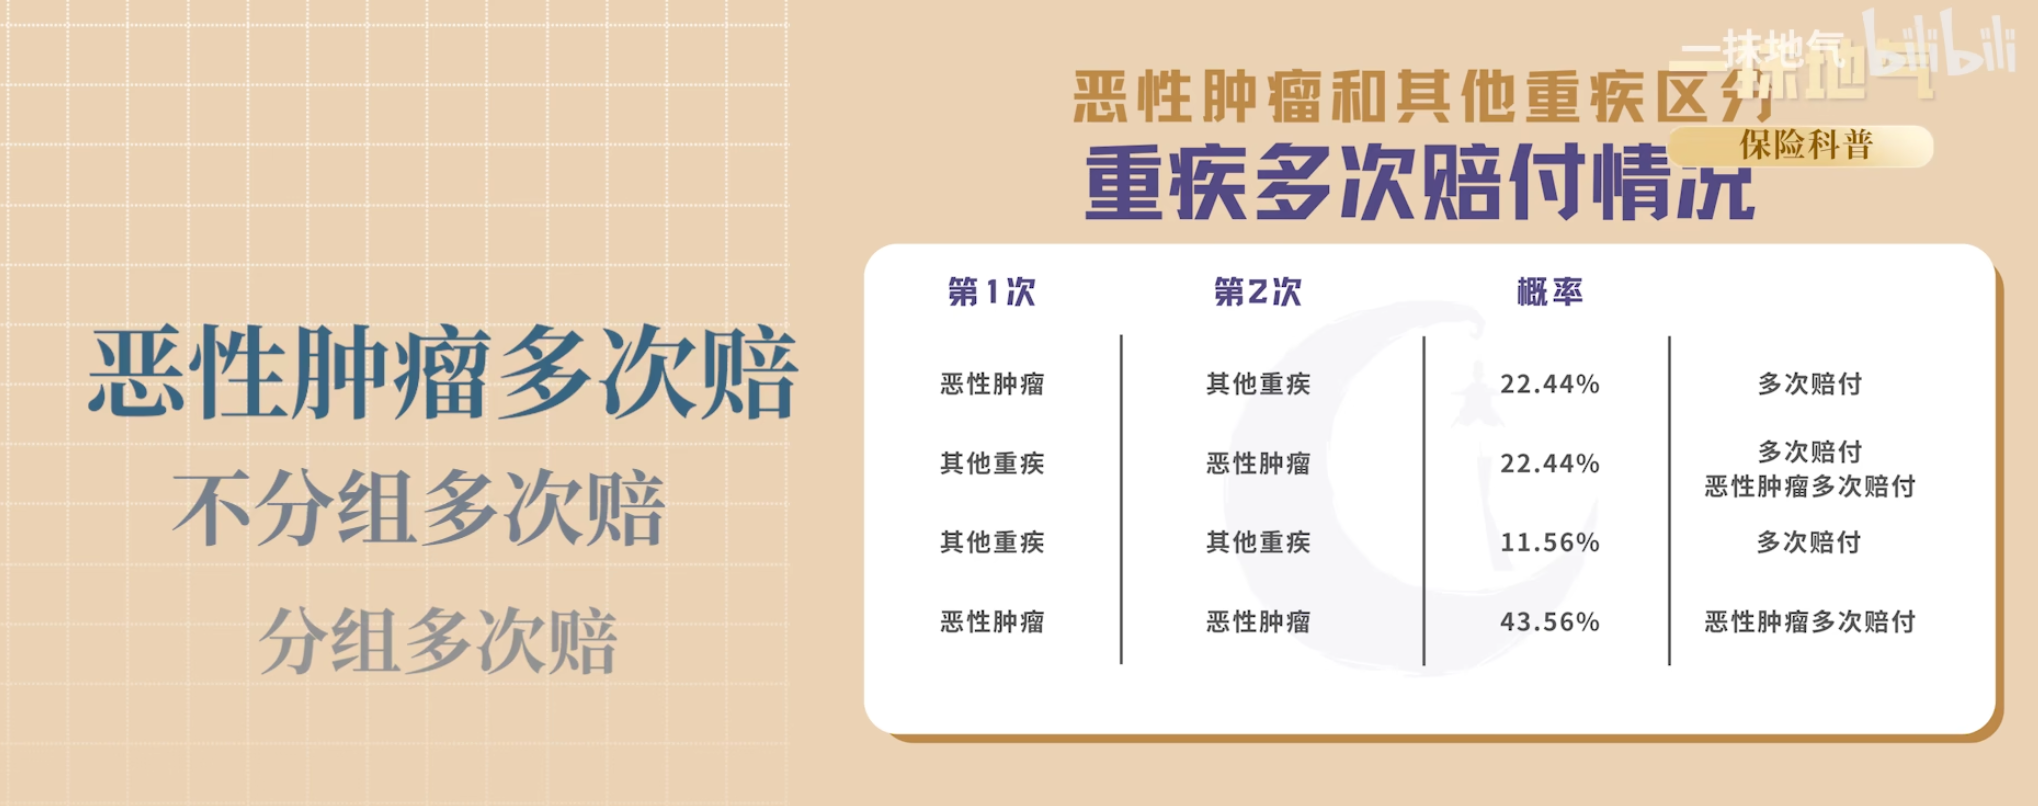 恶性肿瘤多次赔
不分组多次赔
分组多次赔
一抹地气 bilibili
一抹地气
保险科普
恶性肿瘤和其他重疾区分
重疾多次赔付情况
第1次 第2次 概率
恶性肿瘤 其他重疾 22.44% 多次赔付
其他重疾 恶性肿瘤 22.44% 多次赔付
恶性肿瘤多次赔付
其他重疾 其他重疾 11.56% 多次赔付
恶性肿瘤 恶性肿瘤 43.56% 恶性肿瘤多次赔付